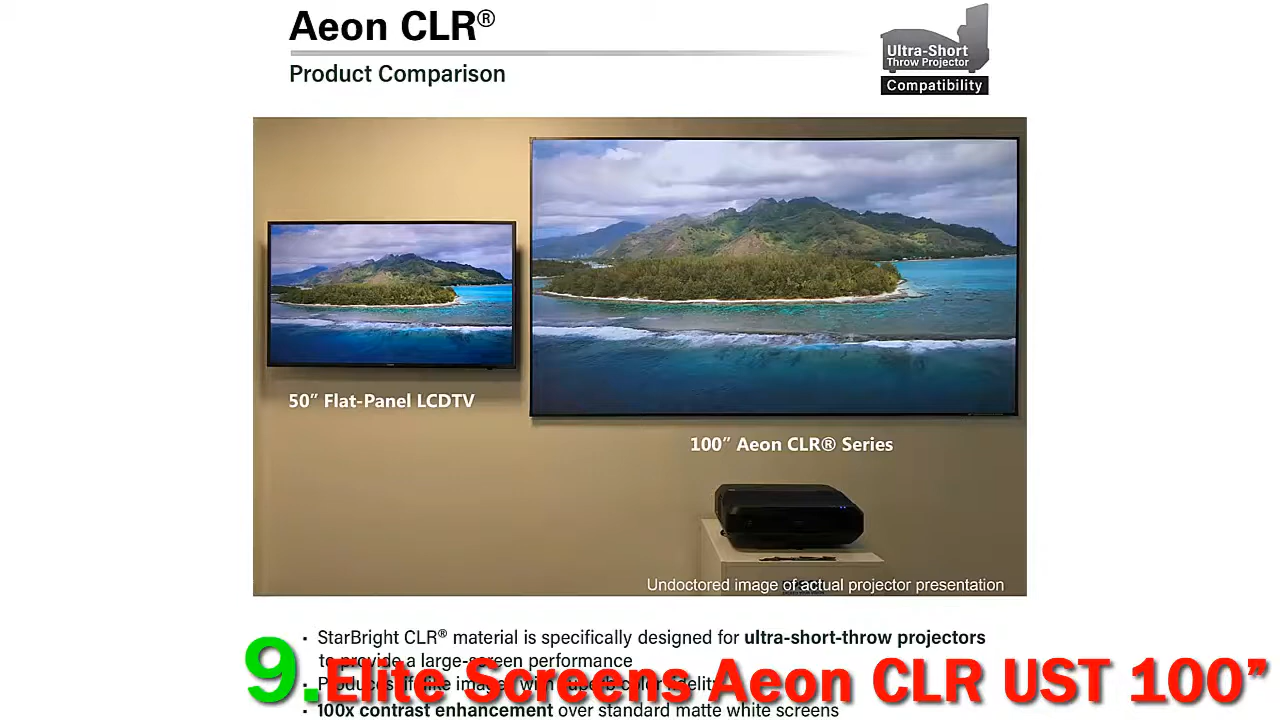 Aeon CLR®
Product Comparison
Ultra-Short
Throw Projector
Compatibility
50” Flat-Panel LCDTV
100” Aeon CLR® Series
Undoctored image of actual projector presentation
▪ StarBright CLR® material is specifically designed for ultra-short-throw projectors
to provide a large-screen performance
9. Elite Screens Aeon CLR UST 100”
▪ 100x contrast enhancement over standard matte white screens